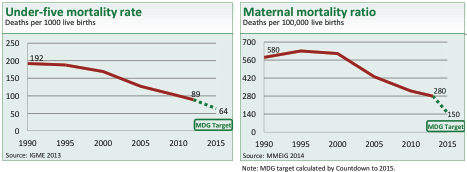 Under-five mortality rate
Deaths per 1000 live births
250
200
150
100
50
0
192
89
64
MDG Target
1990 1995 2000 2005 2010 2015
Source: IGME 2013
Maternal mortality ratio
Deaths per 100,000 live births
700
560
420
280
140
0
580
280
150
MDG Target
1990 1995 2000 2005 2010 2015
Source: MMEIG 2014
Note: MDG target calculated by Countdown to 2015.